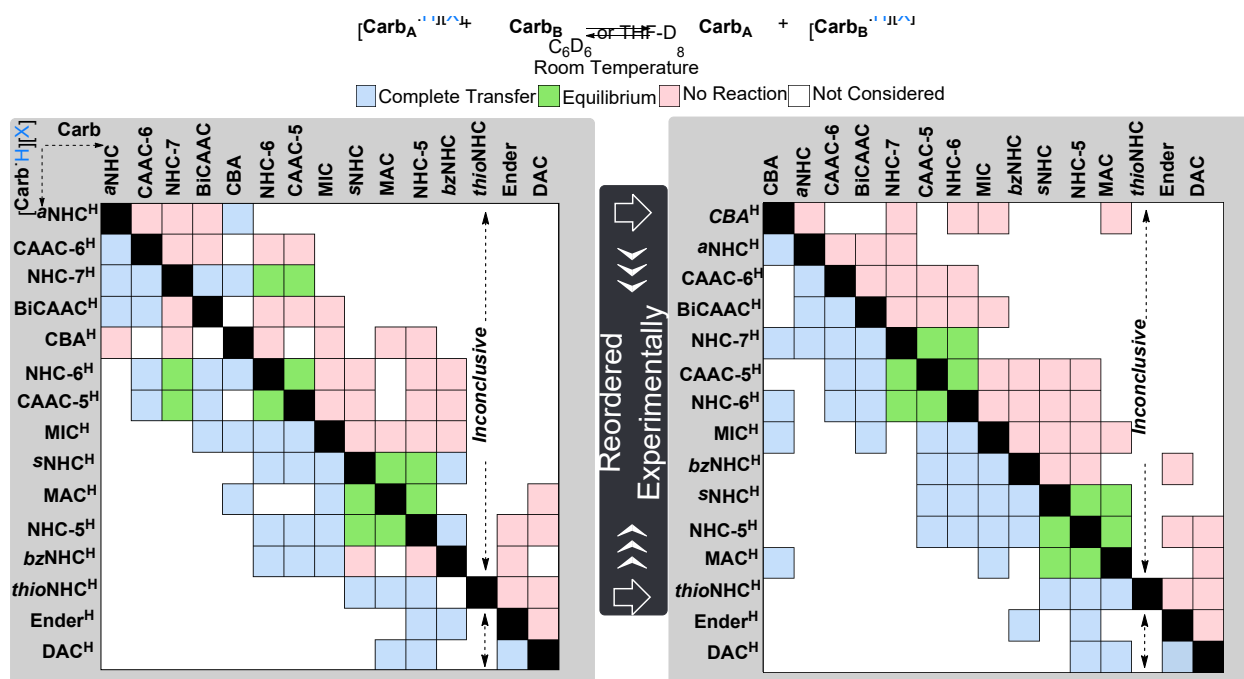 [CarbA·H][X] + CarbB C6D6 or THF-D8 CarbA + [CarbB·H][X]
Room Temperature
Complete Transfer Equilibrium No Reaction Not Considered
[Carb·H][X]
Carb
aNHC CAAC-6 NHC-7 BiCAAC CBA NHC-6 CAAC-5 MIC sNHC MAC NHC-5 bzNHC thioNHC Ender DAC
aNHCH
CAAC-6H
NHC-7H
BiCAACH
CBAH
NHC-6H
CAAC-5H
MICH
sNHCH
MACH
NHC-5H
bzNHCH
thioNHCH
EnderH
DACH
Inconclusive
Reordered
Experimentally
CBA aNHC CAAC-6 BiCAAC NHC-7 CAAC-5 NHC-6 MIC bzNHC sNHC NHC-5 MAC thioNHC Ender DAC
CBAH
aNHCH
CAAC-6H
BiCAACH
NHC-7H
CAAC-5H
NHC-6H
MICH
bzNHCH
sNHCH
NHC-5H
MACH
thioNHCH
EnderH
DACH
Inconclusive